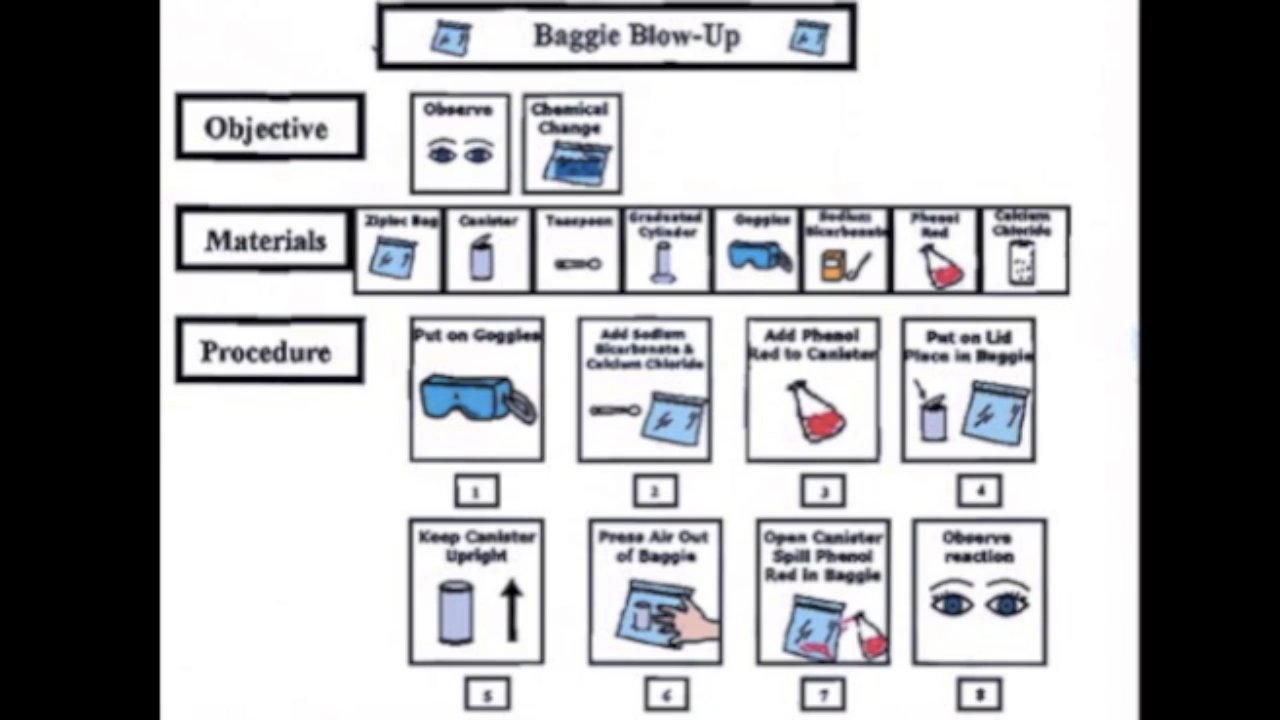 Baggie Blow-Up
Objective
Observe
Chemical
Change
Materials
Ziploc Bag
Canister
Teaspoon
Graduated
Cylinder
Goggles
Sodium
Bicarbonate
Phenol
Red
Calcium
Chloride
Procedure
Put on Goggles
Add Sodium
Bicarbonate &
Calcium Chloride
Add Phenol
Red to Canister
Put on Lid
Place in Baggie
1
2
3
4
Keep Canister
Upright
Press Air Out
of Baggie
Open Canister
Spill Phenol
Red in Baggie
Observe
reaction
5
6
7
8